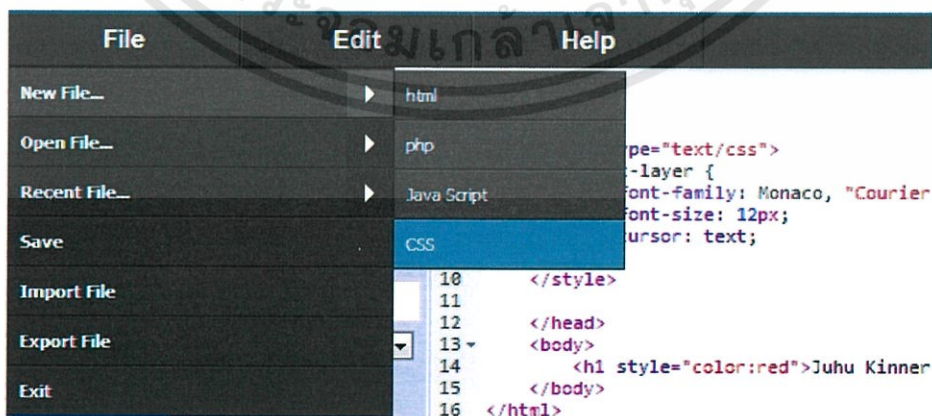 File Edit Help
New File...
Open File...
Recent File...
Save
Import File
Export File
Exit
html
php
Java Script
CSS
pe="text/css">
-layer {
font-family: Monaco, "Courier
font-size: 12px;
ursor: text;
10 </style>
11
12 </head>
13 <body>
14 <h1 style="color:red">Juhu Kinner
15 </body>
16 </html>